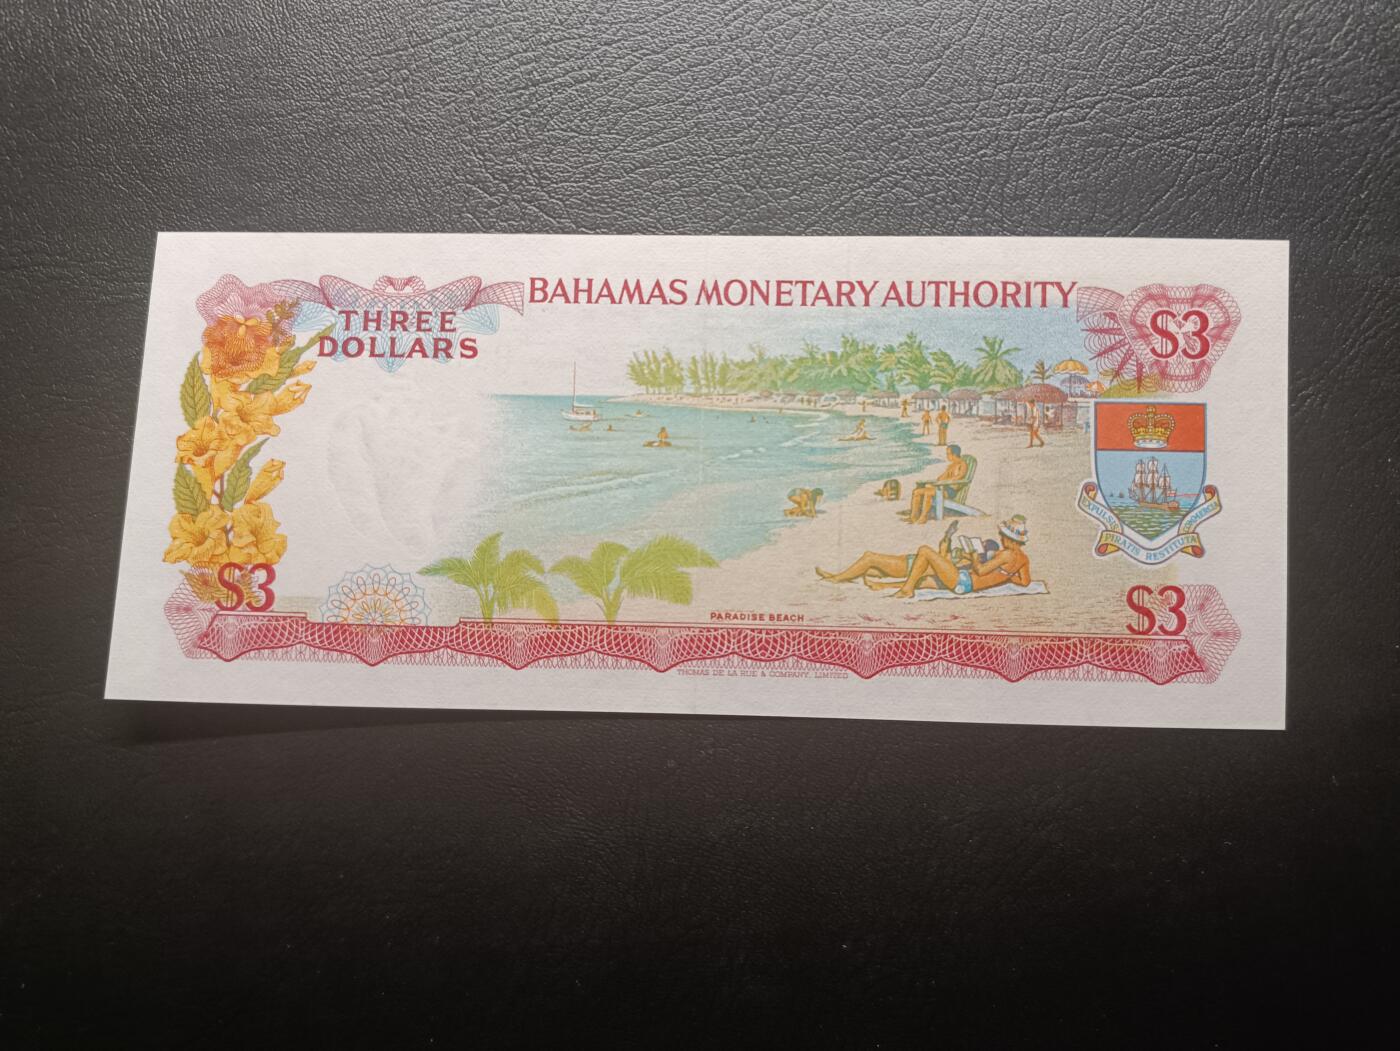 BAHAMAS MONETARY AUTHORITY
THREE
DOLLARS
$3
EXPULSIS
PIRATIS RESTITUTA
COMMERCIA
$3
PARADISE BEACH
$3
THOMAS DE LA RUE & COMPANY, LIMITED